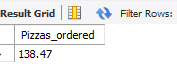 Result Grid Filter Rows:
Pizzas_ordered
138.47